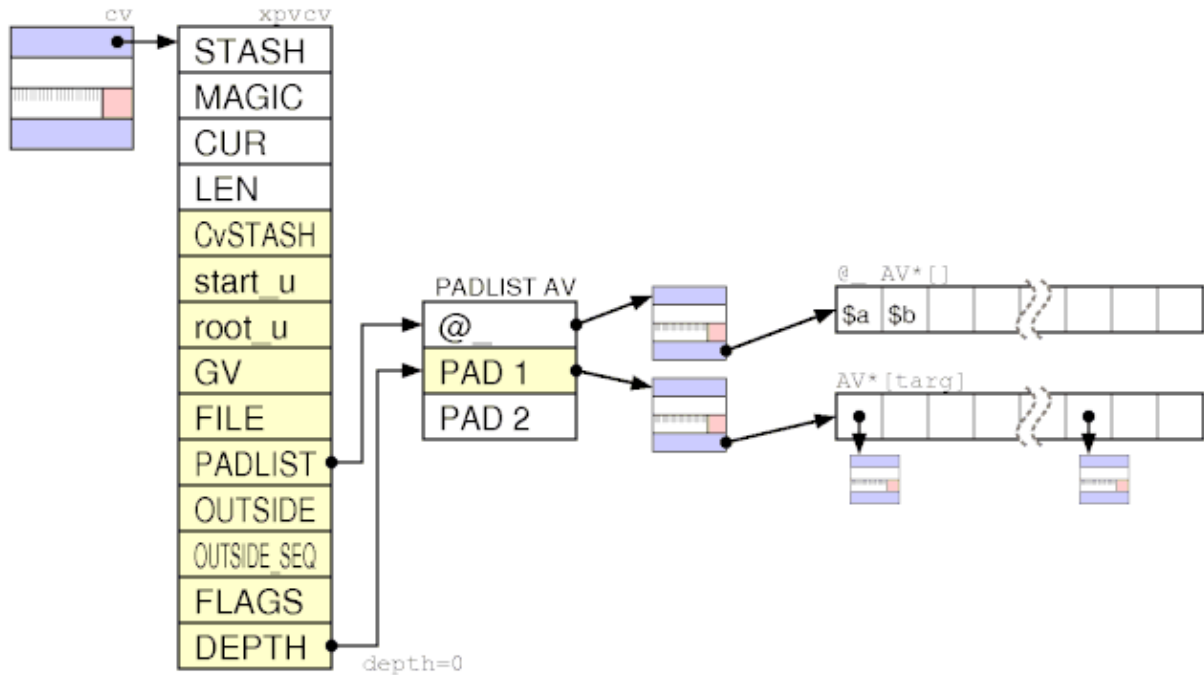 cv
xpvcv
STASH
MAGIC
CUR
LEN
CvSTASH
start_u
root_u
GV
FILE
PADLIST
OUTSIDE
OUTSIDE_SEQ
FLAGS
DEPTH
depth=0
PADLIST AV
@_
PAD 1
PAD 2
@_ AV*[]
$a $b
AV*[targ]